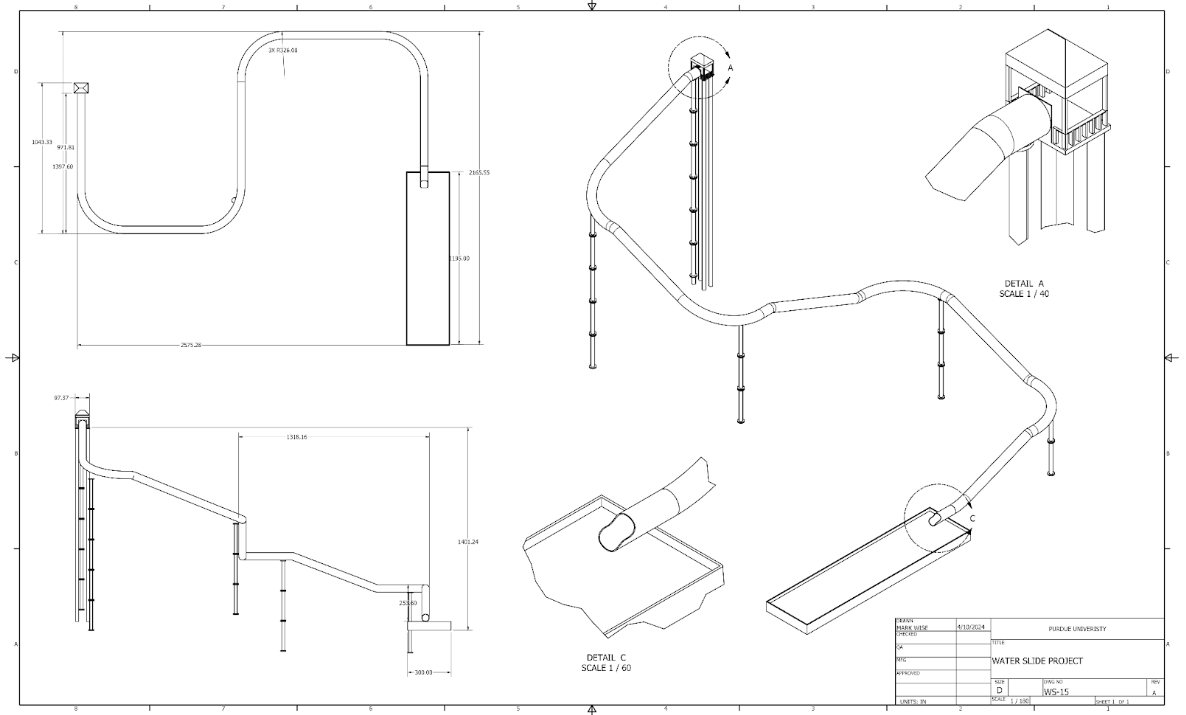 8 7 6 5 4 3 2 1
D
D
3X R326.08
A
1043.33
973.81
1397.60
2165.55
C
C
1195.00
DETAIL A
SCALE 1 / 40
2575.28
97.37
1318.16
B
B
1401.24
253.60
C
300.00
A
A
DETAIL C
SCALE 1 / 60
DRAWN
MARK WISE
4/10/2024
PURDUE UNIVERISTY
CHECKED
TITLE
QA
MFG
WATER SLIDE PROJECT
APPROVED
SIZE
D
DWG NO
WS-15
REV
A
UNITS: IN
SCALE 1 / 180
SHEET 1 OF 1
8 7 6 5 4 3 2 1